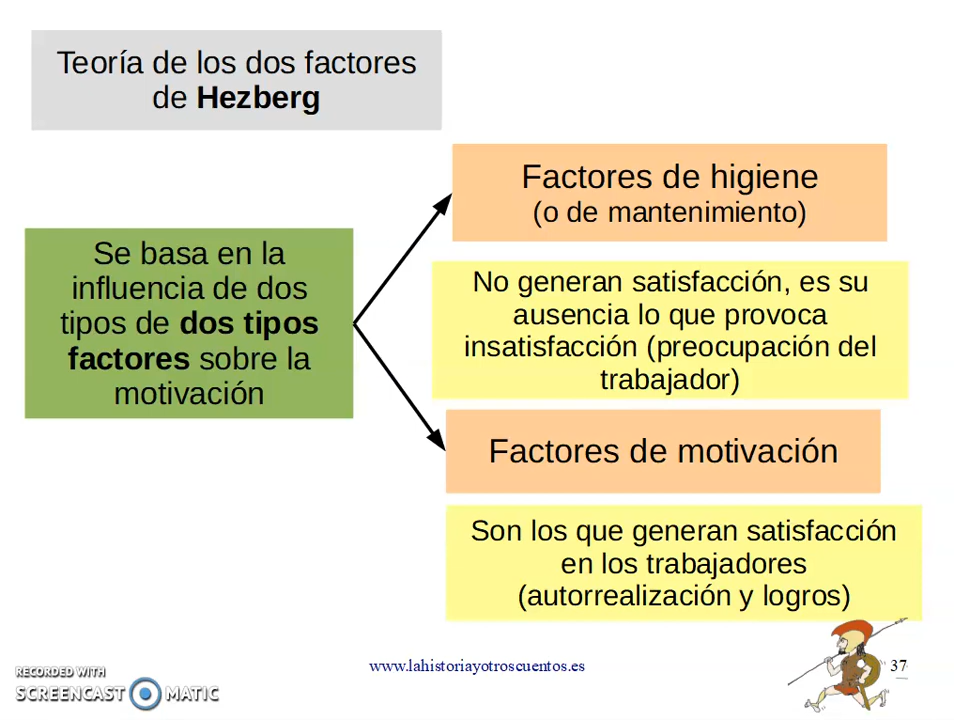 Teoría de los dos factores
de Hezberg
Factores de higiene
(o de mantenimiento)
Se basa en la
influencia de dos
tipos de dos tipos
factores sobre la
motivación
No generan satisfacción, es su
ausencia lo que provoca
insatisfacción (preocupación del
trabajador)
Factores de motivación
Son los que generan satisfacción
en los trabajadores
(autorrealización y logros)
RECORDED WITH
SCREENCAST MATIC
www.lahistoriayotroscuentos.es
37